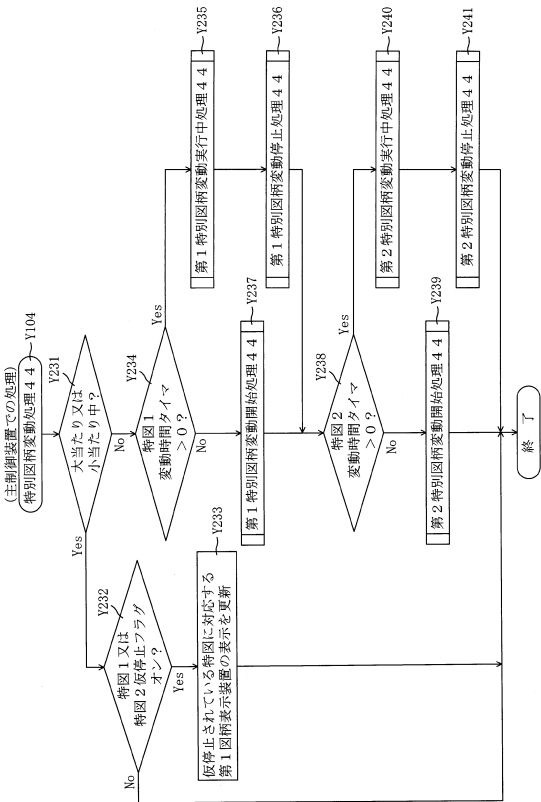 (主制御装置での処理)
特別図柄変動処理44
Y104
大当たり又は
小当たり中?
Y231
Yes
No
特図1又は
特図2仮停止フラグ
オン?
Y232
No
Yes
仮停止されている特図に対応する
第1図柄表示装置の表示を更新
Y233
特図1
変動時間タイマ
>0?
Y234
Yes
No
第1特別図柄変動実行中処理44
Y235
第1特別図柄変動停止処理44
Y236
第1特別図柄変動開始処理44
Y237
特図2
変動時間タイマ
>0?
Y238
Yes
No
第2特別図柄変動開始処理44
Y239
第2特別図柄変動実行中処理44
Y240
第2特別図柄変動停止処理44
Y241
終了